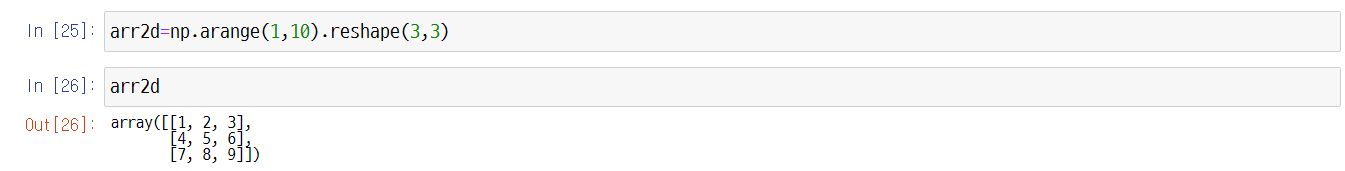 In [25]: arr2d=np.arange(1,10).reshape(3,3)
In [26]: arr2d
Out[26]: array([[1, 2, 3],
[4, 5, 6],
[7, 8, 9]])